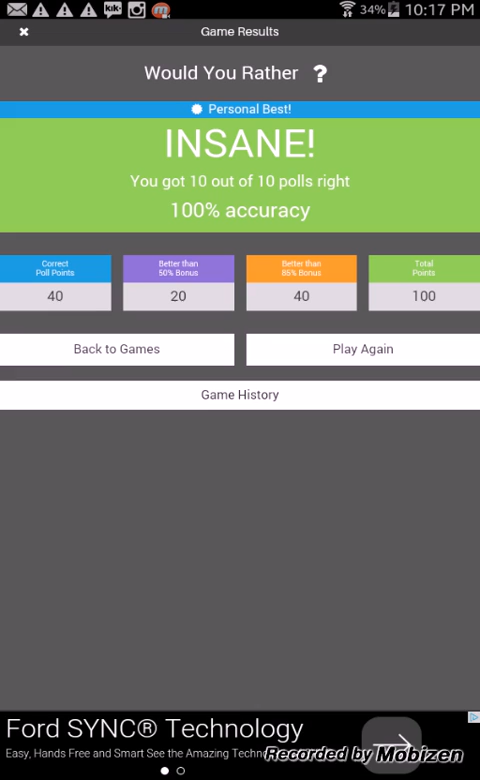 kik
34%
10:17 PM
Game Results
Would You Rather ?
Personal Best!
INSANE!
You got 10 out of 10 polls right
100% accuracy
Correct
Poll Points
40
Better than
50% Bonus
20
Better than
85% Bonus
40
Total
Points
100
Back to Games
Play Again
Game History
Ford SYNC® Technology
Easy, Hands Free and Smart See the Amazing
Recorded by Mobizen